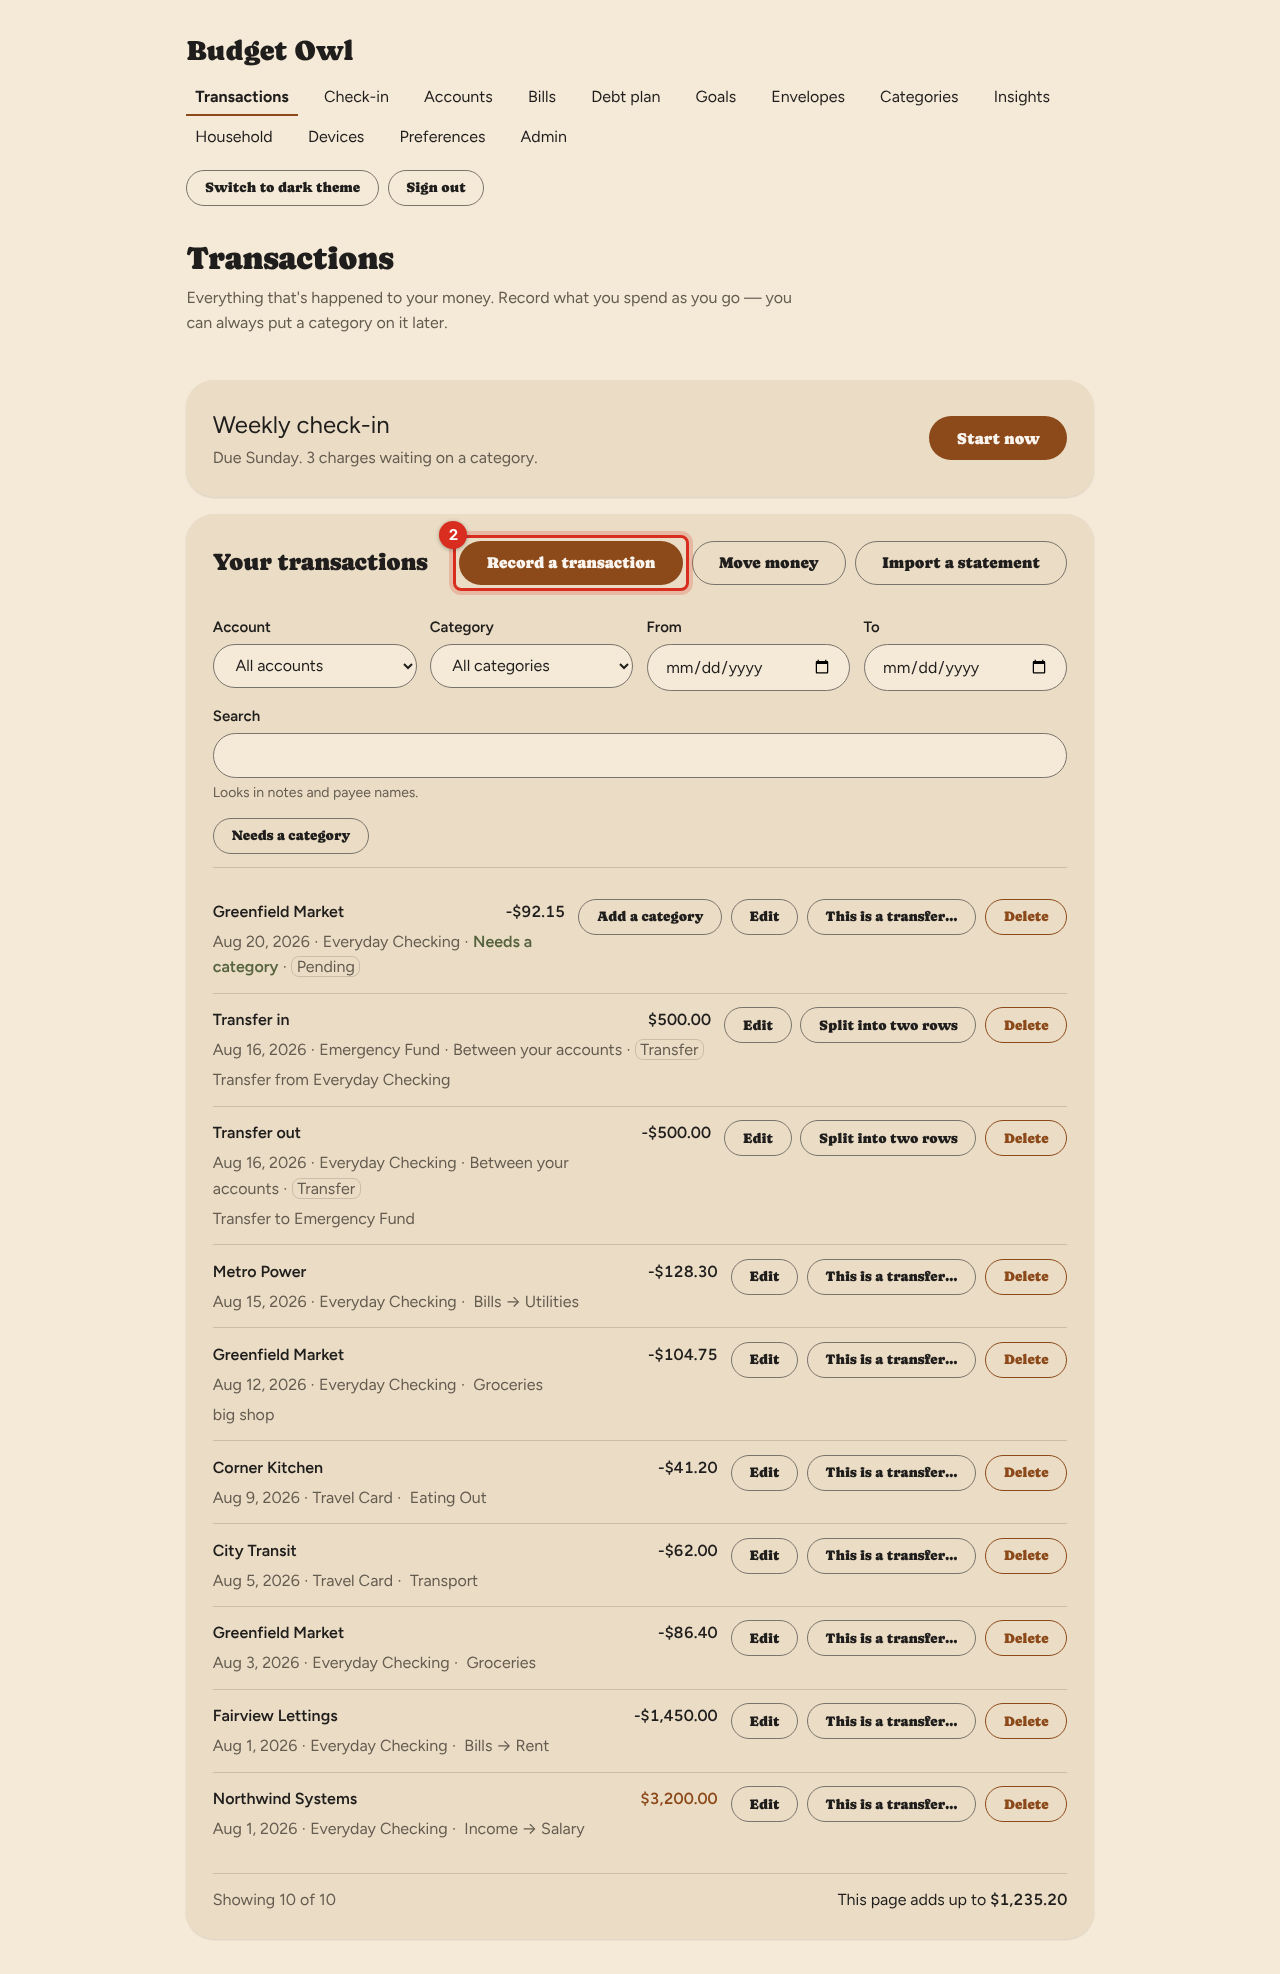 Budget Owl
Transactions Check-in Accounts Bills Debt plan Goals Envelopes Categories Insights
Household Devices Preferences Admin
Switch to dark theme Sign out
Transactions
Everything that's happened to your money. Record what you spend as you go — you
can always put a category on it later.
Weekly check-in
Due Sunday. 3 charges waiting on a category.
Start now
2
Your transactions Record a transaction Move money Import a statement
Account Category From To
All accounts All categories mm/dd/yyyy mm/dd/yyyy
Search
Looks in notes and payee names.
Needs a category
Greenfield Market -$92.15 Add a category Edit This is a transfer... Delete
Aug 20, 2026 · Everyday Checking · Needs a
category · Pending
Transfer in $500.00 Edit Split into two rows Delete
Aug 16, 2026 · Emergency Fund · Between your accounts · Transfer
Transfer from Everyday Checking
Transfer out -$500.00 Edit Split into two rows Delete
Aug 16, 2026 · Everyday Checking · Between your
accounts · Transfer
Transfer to Emergency Fund
Metro Power -$128.30 Edit This is a transfer... Delete
Aug 15, 2026 · Everyday Checking · Bills → Utilities
Greenfield Market -$104.75 Edit This is a transfer... Delete
Aug 12, 2026 · Everyday Checking · Groceries
big shop
Corner Kitchen -$41.20 Edit This is a transfer... Delete
Aug 9, 2026 · Travel Card · Eating Out
City Transit -$62.00 Edit This is a transfer... Delete
Aug 5, 2026 · Travel Card · Transport
Greenfield Market -$86.40 Edit This is a transfer... Delete
Aug 3, 2026 · Everyday Checking · Groceries
Fairview Lettings -$1,450.00 Edit This is a transfer... Delete
Aug 1, 2026 · Everyday Checking · Bills → Rent
Northwind Systems $3,200.00 Edit This is a transfer... Delete
Aug 1, 2026 · Everyday Checking · Income → Salary
Showing 10 of 10 This page adds up to $1,235.20